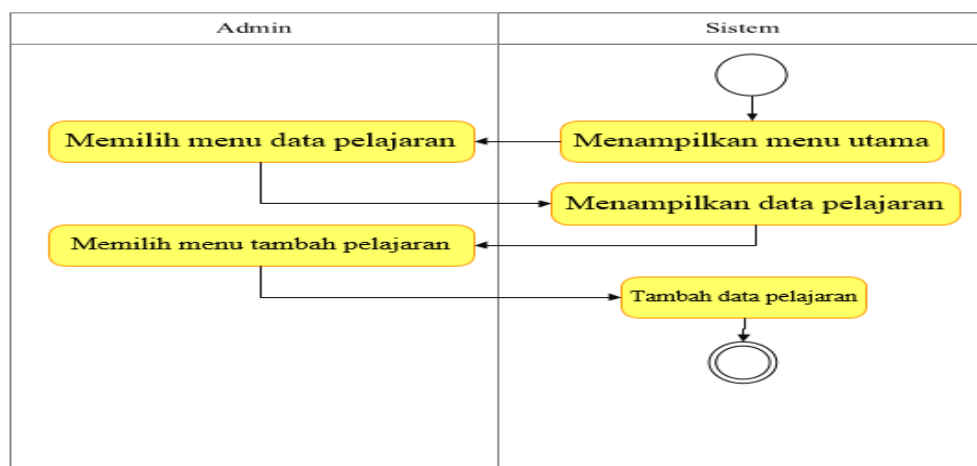 Admin
Sistem
Memilih menu data pelajaran
Menampilkan menu utama
Menampilkan data pelajaran
Memilih menu tambah pelajaran
Tambah data pelajaran